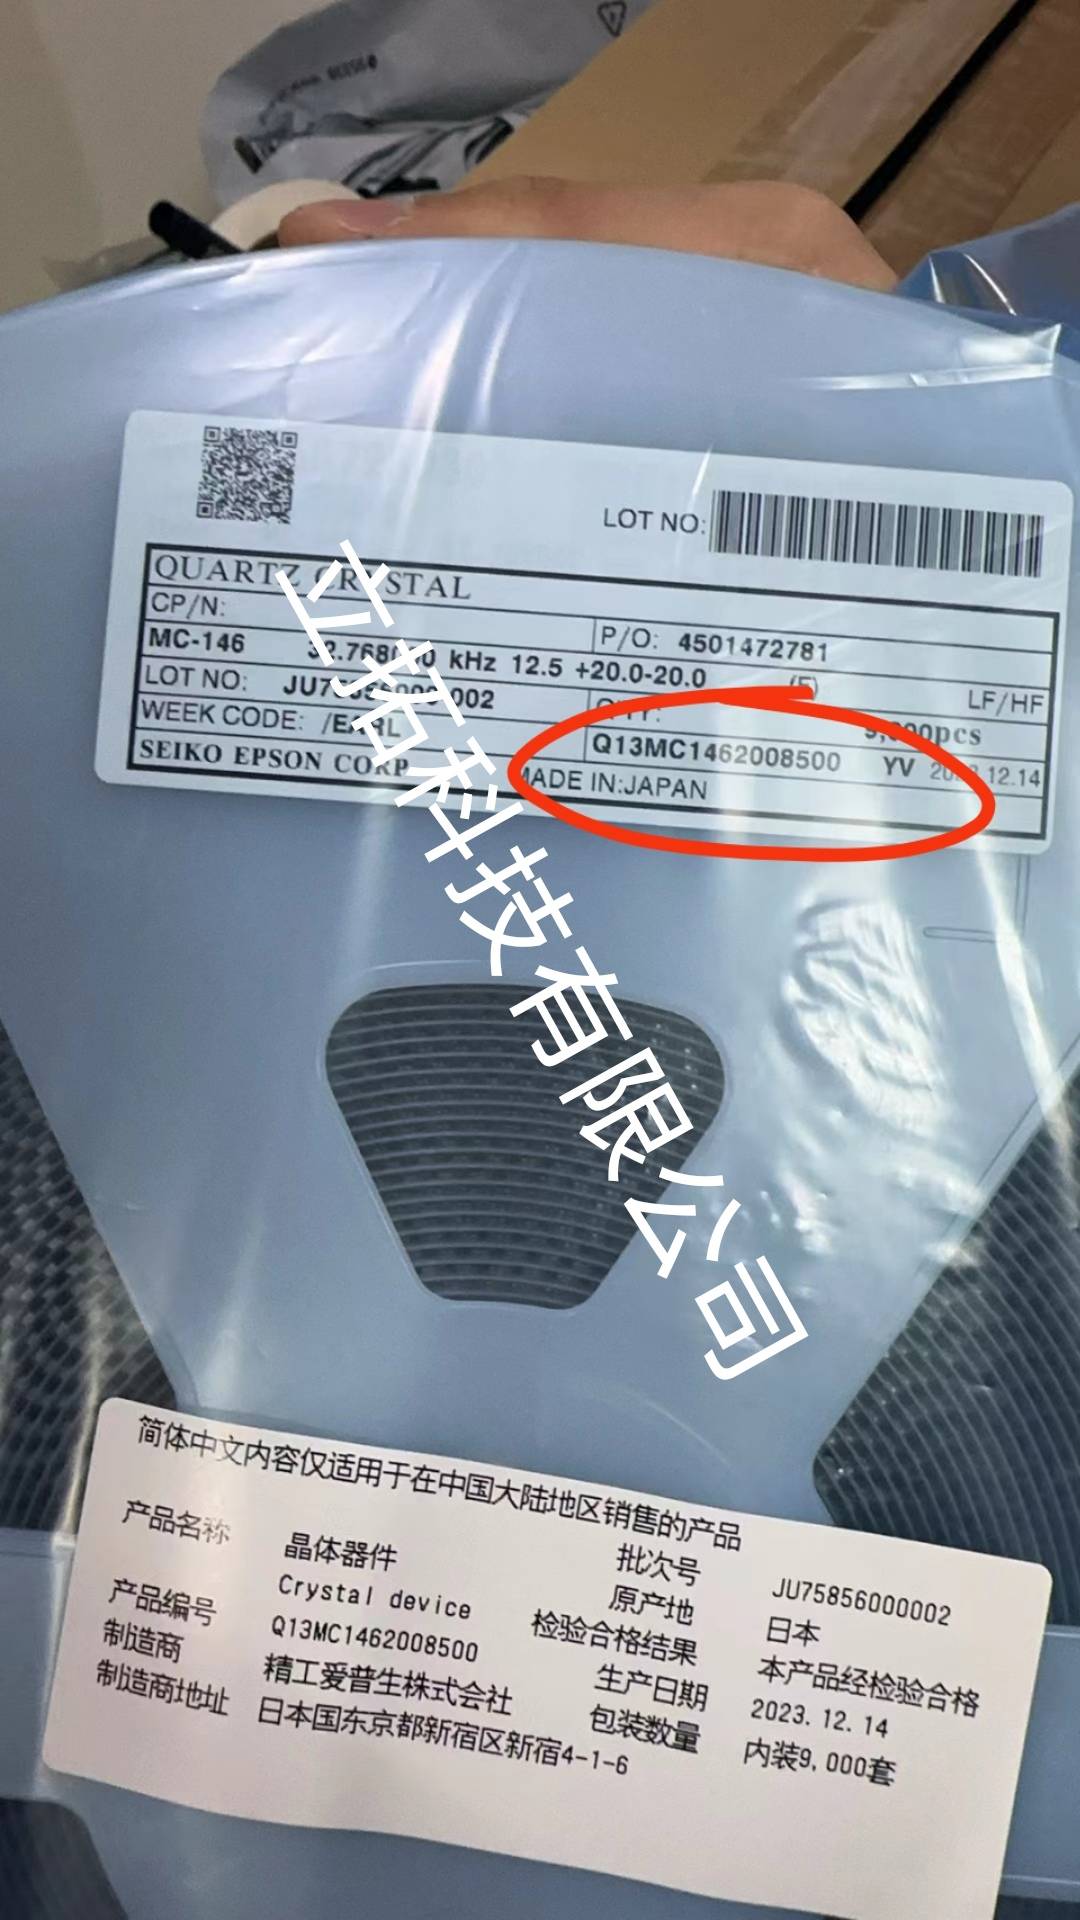 LOT NO:
QUARTZ CRYSTAL
CP/N:
P/O: 4501472781
MC-146 kHz 12.5 +20.0-20.0 (F) LF/HF
LOT NO: 002
pcs
WEEK CODE:
Q13MC1462008500 YV 12.14
SEIKO EPSON CORP
MADE IN:JAPAN
立拓科技有限公司
简体中文内容仅适用于在中国大陆地区销售的产品
产品名称 晶体器件
Crystal device
产品编号 Q13MC1462008500
制造商 精工爱普生株式会社
制造商地址 日本国东京都新宿区新宿4-1-6
批次号 JU75856000002
原产地 日本
检验合格结果 本产品经检验合格
生产日期 2023.12.14
包装数量 内装9,000套